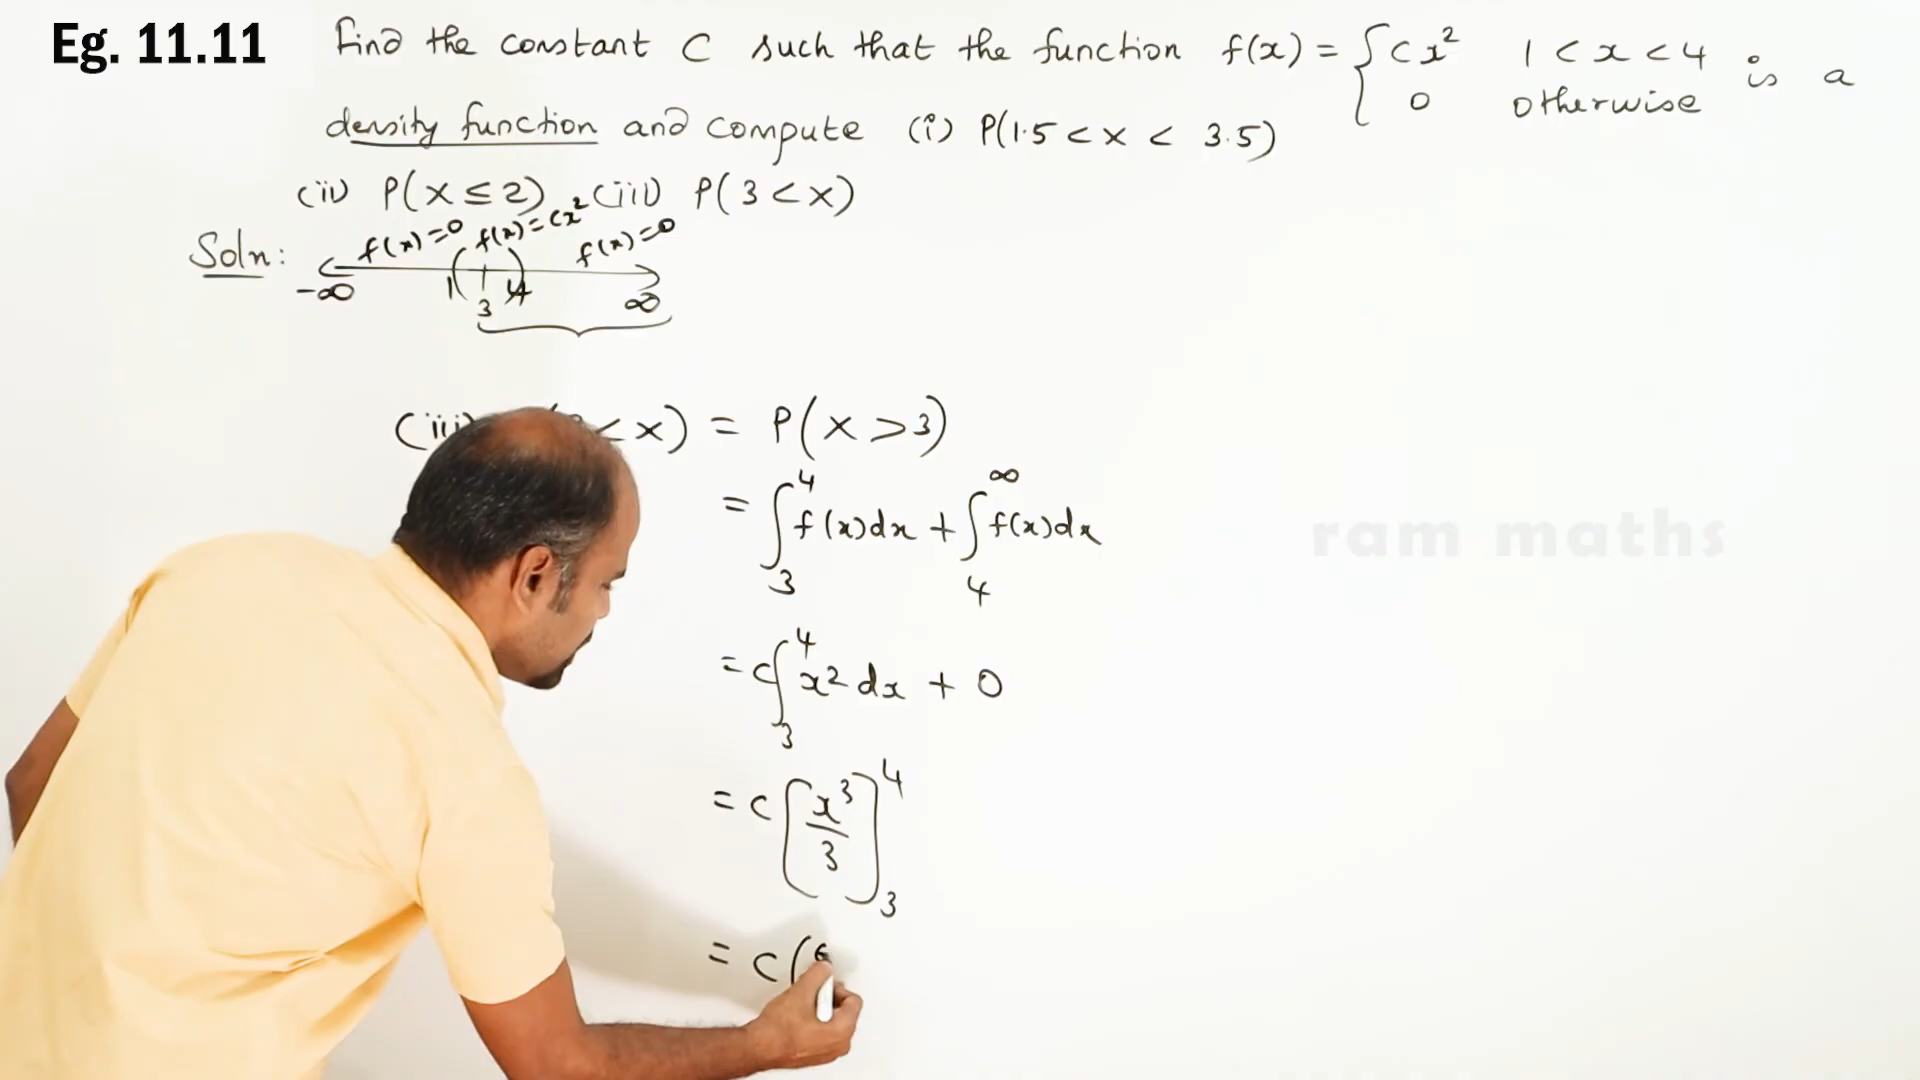 Eg. 11.11 Find the constant C such that the function f(x) = { Cx² 1 < x < 4 is a
0 otherwise
density function and compute (i) P(1.5 < X < 3.5)
(ii) P(X ≤ 2) (iii) P(3 < X)
Soln: f(x)=0 f(x)=cx² f(x)=0
-∞ 1 ( 3 ) 4 ∞
(iii) < X) = P(X > 3)
= ∫₃⁴ f(x)dx + ∫₄^∞ f(x)dx
= c∫₃⁴ x² dx + 0
= c [x³/3]₃⁴
= c(
ram maths